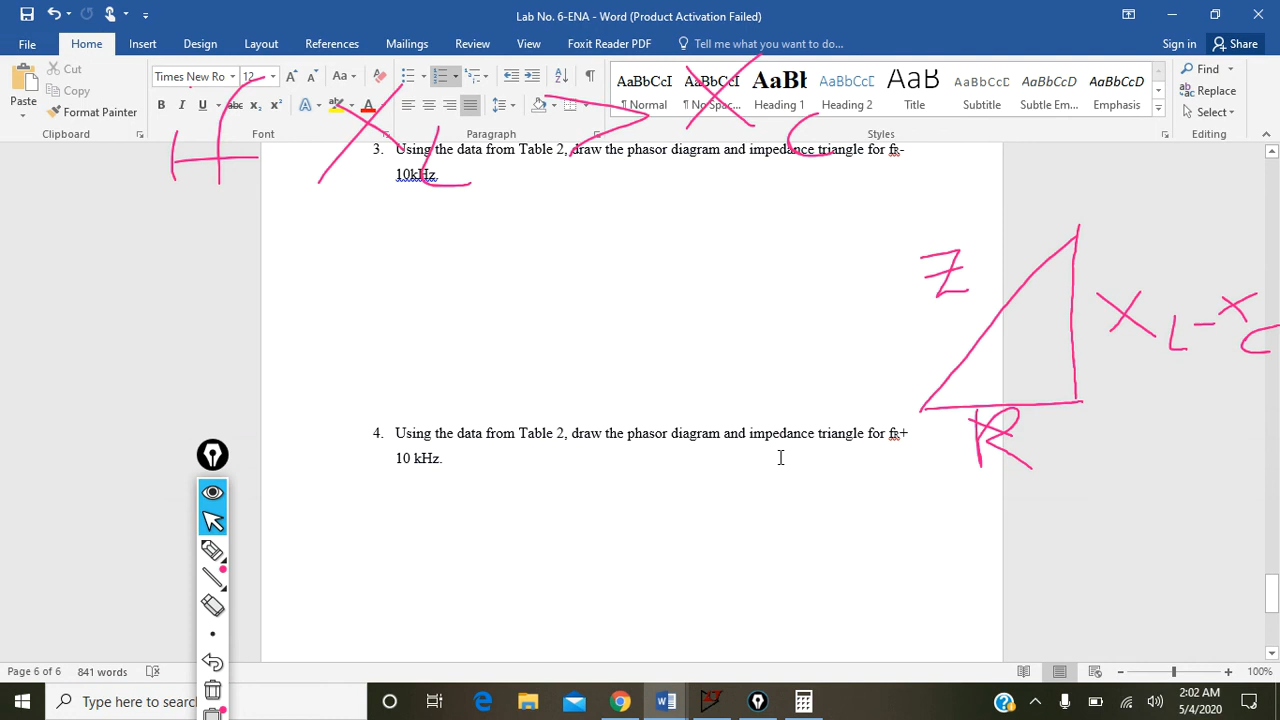 Lab No. 6-ENA - Word (Product Activation Failed)
File Home Insert Design Layout References Mailings Review View Foxit Reader PDF Tell me what you want to do... Sign in Share
Cut
Copy
Paste
Format Painter
Times New Ro 12
B I U abc x₂ x² A
Aa
AaBbCcI AaBbCcI AaBb AaBbCcI AaB AaBbCcD AaBbCcD AaBbCcD
¶ Normal ¶ No Spac... Heading Heading 2 Title Subtitle Subtle Em... Emphasis
Find
Replace
Select
Clipboard Font Paragraph Styles Editing
X L > X C
3. Using the data from Table 2, draw the phasor diagram and impedance triangle for fR-
10kHz.
Z
X L - X C
R
4. Using the data from Table 2, draw the phasor diagram and impedance triangle for fR+
10 kHz.
Page 6 of 6 841 words 100%
Type here to search
2:02 AM
5/4/2020